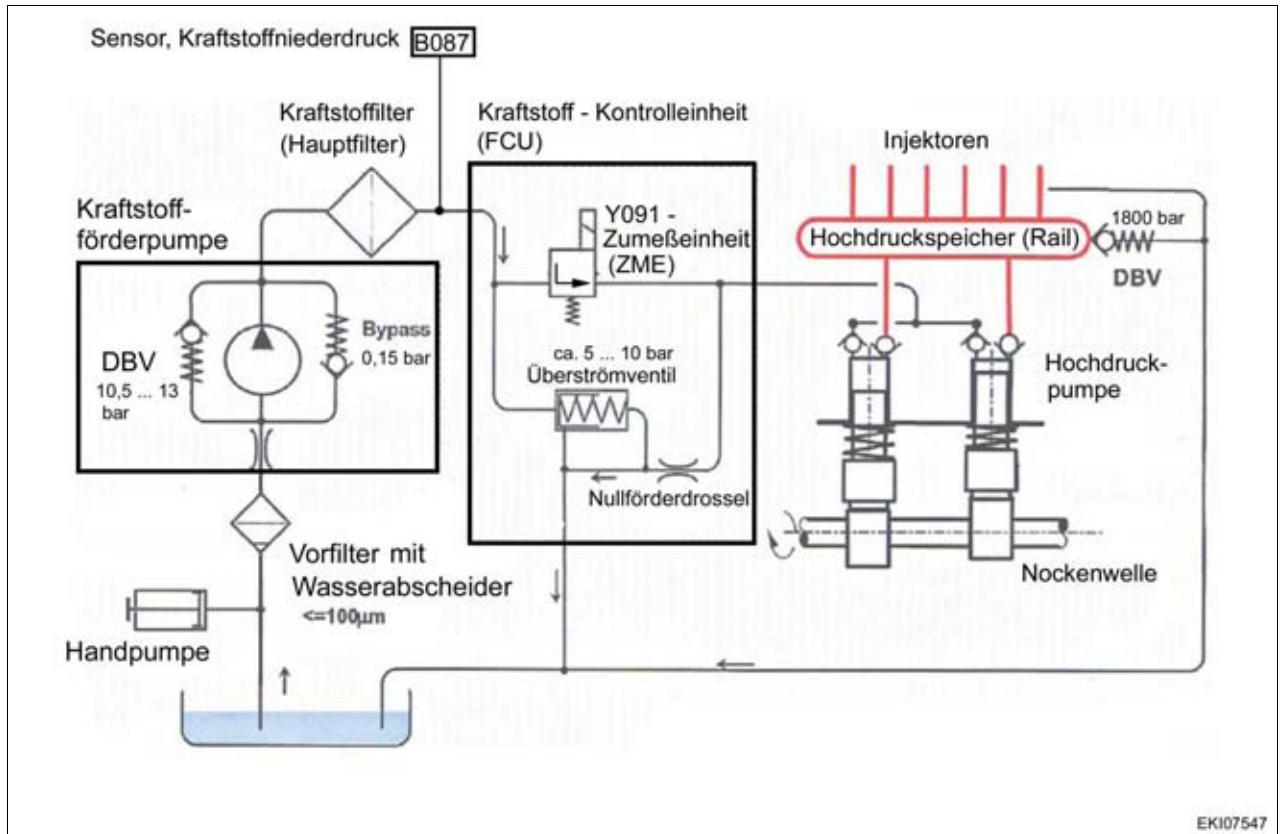 Sensor, Kraftstoffniederdruck B087
Kraftstoffilter
(Hauptfilter)
Kraftstoff - Kontrolleinheit
(FCU)
Injektoren
Kraftstoff-
förderpumpe
Y091 -
Zumeßeinheit
(ZME)
1800 bar
Hochdruckspeicher (Rail)
DBV
Bypass
0,15 bar
DBV
10,5 ... 13
bar
ca. 5 ... 10 bar
Überströmventil
Hochdruck-
pumpe
Nullförderdrossel
Vorfilter mit
Wasserabscheider
<=100µm
Nockenwelle
Handpumpe
EKI07547